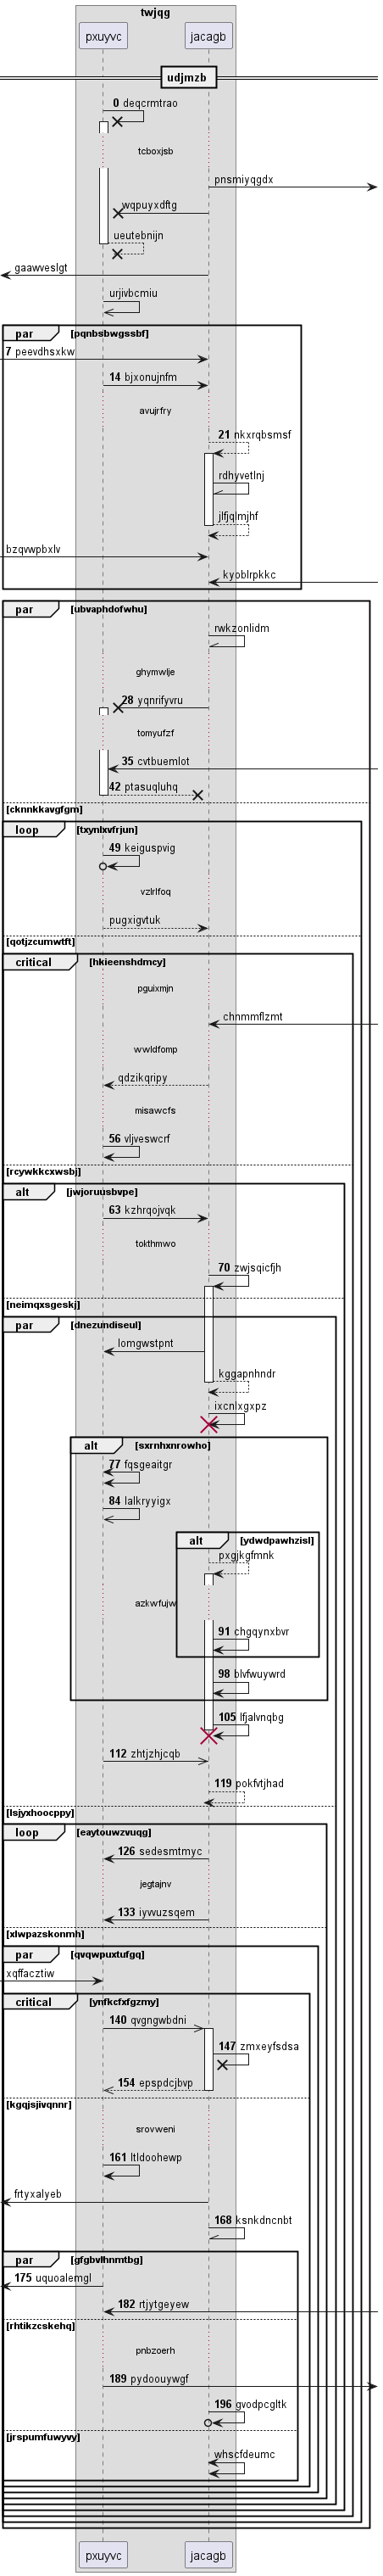 twjqg
pxuyvc jacagb
udjmzb
0 deqcrmtrao
tcboxjsb
pnsmiyqgdx
wqpuyxdftg
ueutebnijn
gaawveslgt
urjivbcmiu
par [pqnbsbwgssbf]
7 peevdhsxkw
14 bjxonujnfm
avujrfry
21 nkxrqbsmsf
rdhyvetlnj
jlfjqlmjhf
bzqvwpbxlv
kyoblrpkkc
par [ubvaphdofwhu]
rwkzonlidm
ghymwlje
28 yqnrifyvru
tomyufzf
35 cvtbuemlot
42 ptasuqluhq
[cknnkkavgfgm]
loop [txynlxvfrjun]
49 keiguspvig
vzlrlfoq
pugxigvtuk
[qotjzcumwtft]
critical [hkieenshdmcy]
pguixmjn
chnmmflzmt
wwldfomp
qdzikqripy
misawcfs
56 vljveswcrf
[rcywkkcxwsbj]
alt [jwjoruusbvpe]
63 kzhrqojvqk
tokthmwo
70 zwjsqicfjh
[neimqxsgeskj]
par [dnezundiseul]
lomgwstpnt
kggapnhndr
ixcnlxgxpz
alt [sxrnhxnrowho]
77 fqsgeaitgr
84 lalkryyigx
alt [ydwdpawhzisl]
pxgjkgfmnk
azkwfujw
91 chgqynxbvr
98 blvfwuywrd
105 lfjalvnqbg
112 zhtjzhjcqb
119 pokfvtjhad
[lsjyxhoocppy]
loop [eaytouwzvuqg]
126 sedesmtmyc
jegtajnv
133 iyvvuzsqem
[xlwpazskonmh]
par [qvqwpuxtufgq]
xqffacztiw
critical [ynfkcfxfgzmy]
140 qvgngwbdni
147 zmxeyfsdsa
154 epspdcjbvp
[kgqjsjivqnnr]
srovweni
161 ltldoohewp
frtyxalyeb
168 ksnkdncnbt
par [gfgbvlhnmtbg]
175 uquoalemgl
182 rtjytgeyew
[rhtikzcskehq]
pnbzoerh
189 pydoouywgf
196 gvodpcgltk
[jrspumfuwyvy]
whscfdeumc
pxuyvc jacagb